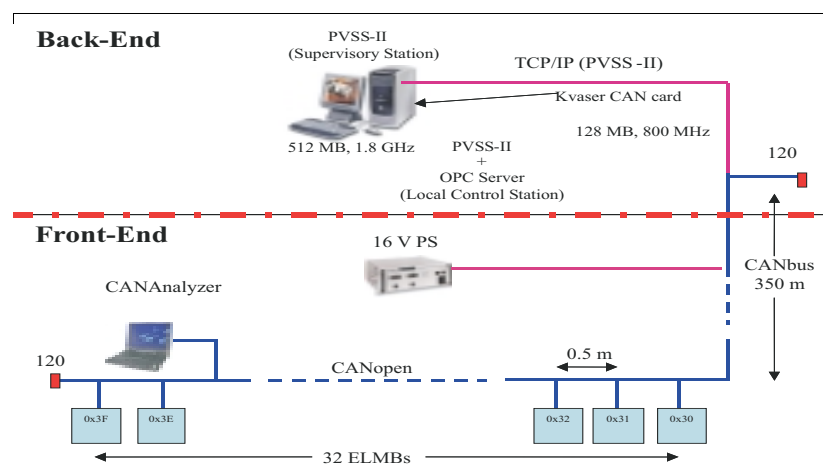 Back-End
PVSS-II
(Supervisory Station)
TCP/IP (PVSS -II)
Kvaser CAN card
512 MB, 1.8 GHz
128 MB, 800 MHz
PVSS-II
+
OPC Server
(Local Control Station)
120
Front-End
16 V PS
CANbus
350 m
CANAnalyzer
120
CANopen
0.5 m
0x3F
0x3E
0x32
0x31
0x30
32 ELMBs